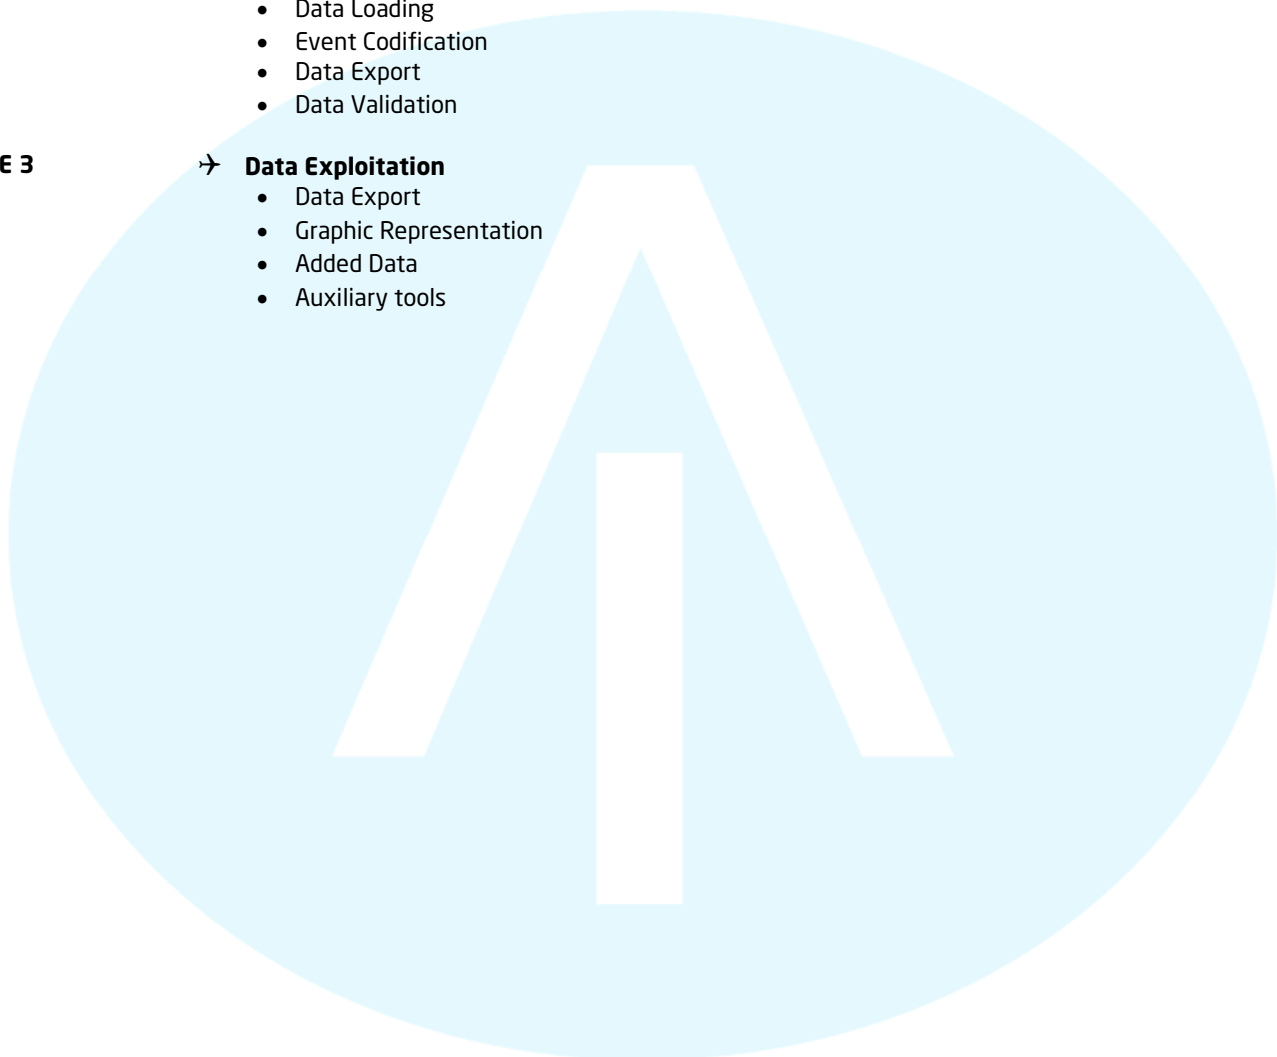 • Data Loading
• Event Codification
• Data Export
• Data Validation
E 3 ✈ Data Exploitation
• Data Export
• Graphic Representation
• Added Data
• Auxiliary tools